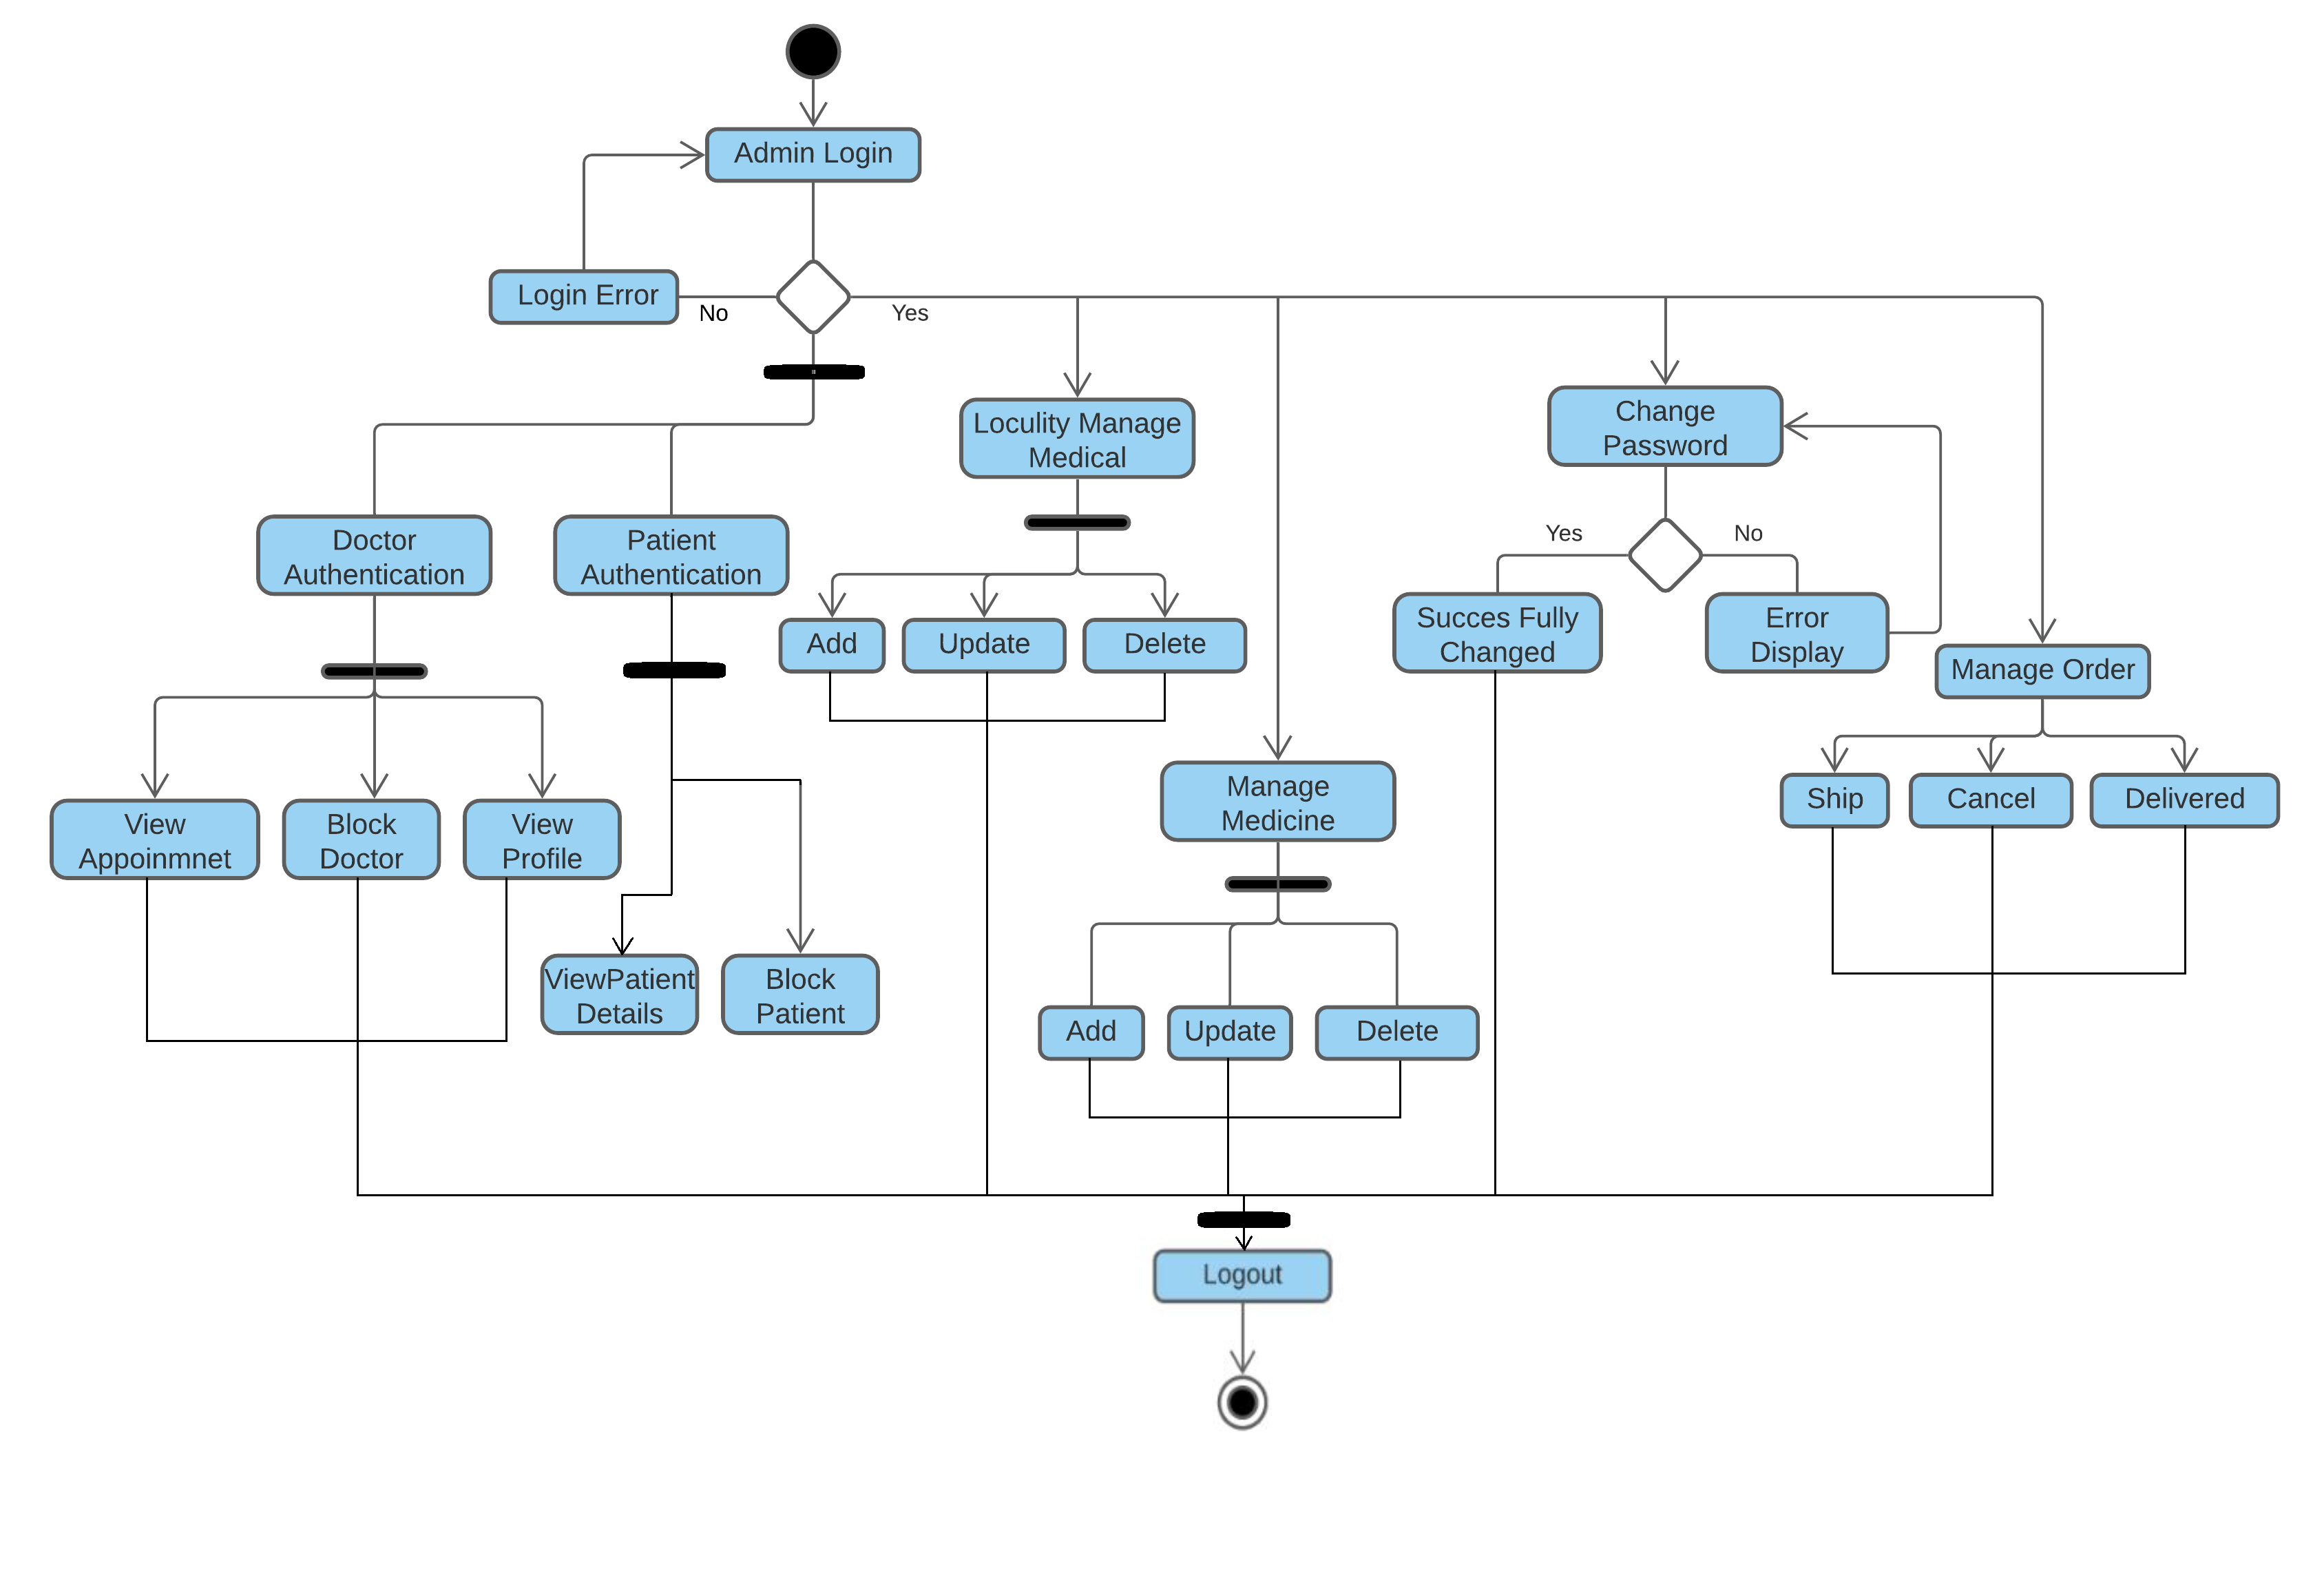 Admin Login
Login Error
No
Yes
Loculity Manage
Medical
Change
Password
Doctor
Authentication
Patient
Authentication
Yes
No
Add
Update
Delete
Succes Fully
Changed
Error
Display
Manage Order
View
Appoinmnet
Block
Doctor
View
Profile
Manage
Medicine
Ship
Cancel
Delivered
ViewPatient
Details
Block
Patient
Add
Update
Delete
Logout